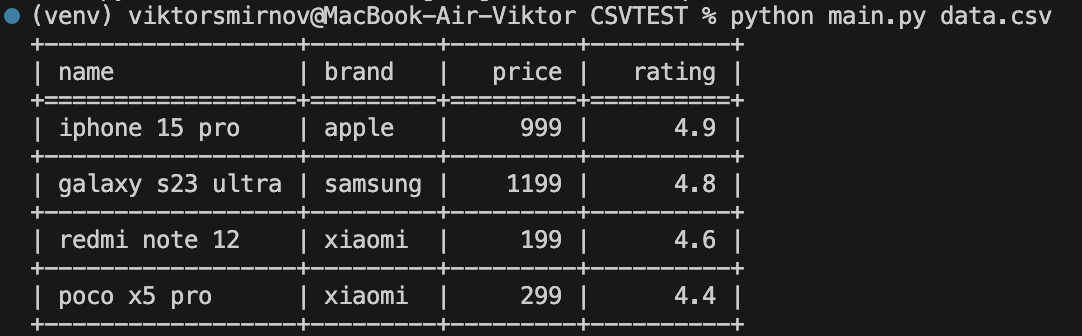 (venv) viktorsmirnov@MacBook-Air-Viktor CSVTEST % python main.py data.csv
+------------------+---------+---------+----------+
| name             | brand   |   price |   rating |
+==================+=========+=========+==========+
| iphone 15 pro    | apple   |     999 |      4.9 |
+------------------+---------+---------+----------+
| galaxy s23 ultra | samsung |    1199 |      4.8 |
+------------------+---------+---------+----------+
| redmi note 12    | xiaomi  |     199 |      4.6 |
+------------------+---------+---------+----------+
| poco x5 pro      | xiaomi  |     299 |      4.4 |
+------------------+---------+---------+----------+